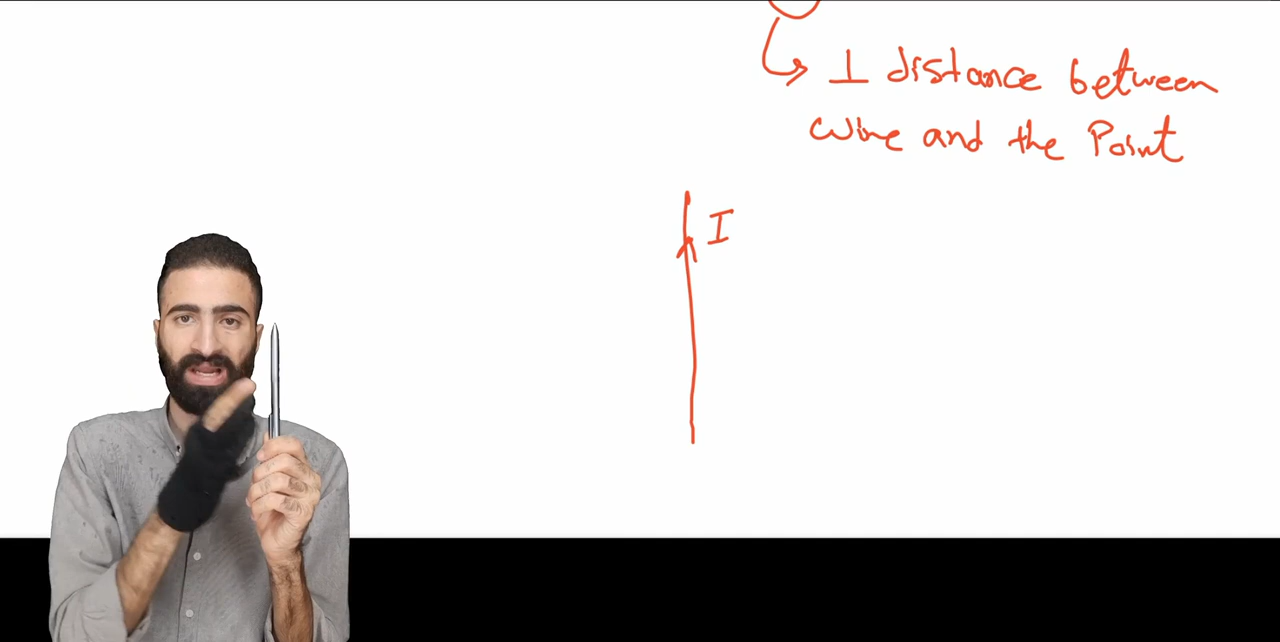 ⊥ distance between
wire and the Point
I